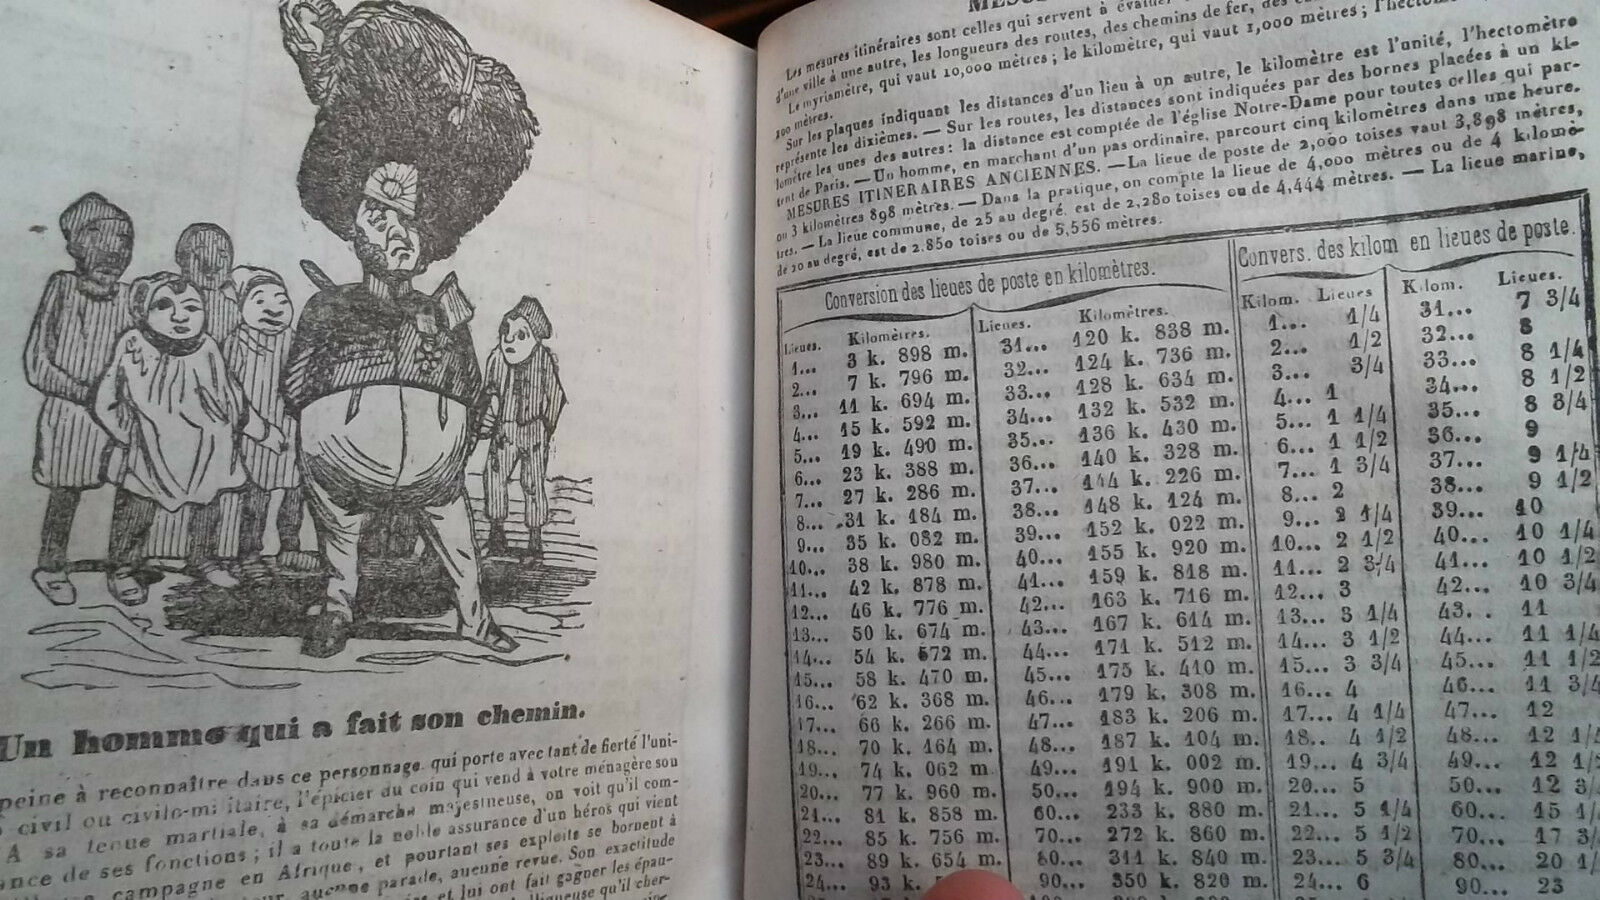 Un homme qui a fait son chemin.
peine à reconnaître dans ce personnage qui porte avec tant de fierté l'uni-
civil ou civilo-mi itaire, l'épicier du coin qui vend à votre ménagère son
A sa tenue martiale, à sa démarche majestueuse, on voit qu'il com-
ance de ses fonctions; il a toute la noble assurance d'un héros qui vient
campagne en Afrique, et pourtant ses exploits se bornent à
aucune parade, aucune revue. Son exactitude
et lui ont fait gagner les épau-
qu'il cher-
Les mesures itinéraires sont celles qui servent à évaluer
d'une ville à une autre, les longueurs des routes, des chemins de fer, des
Le myriamètre, qui vaut 10,000 mètres; le kilomètre, qui vaut 1,000 mètres; l'hectomètre
100 mètres.
Sur les plaques indiquant les distances d'un lieu à un autre, le kilomètre est l'unité, l'hectomètre
représente les dixièmes. — Sur les routes, les distances sont indiquées par des bornes placées à un ki-
lomètre les unes des autres: la distance est comptée de l'église Notre-Dame pour toutes celles qui par-
tent de Paris. — Un homme, en marchant d'un pas ordinaire, parcourt cinq kilomètres dans une heure.
MESURES ITINERAIRES ANCIENNES. — La lieue de poste de 2,000 toises vaut 3,898 mètres,
ou 3 kilomètres 898 mètres. — Dans la pratique, on compte la lieue de 4,000 mètres ou de 4 kilomè-
tres. — La lieue commune, de 25 au degré, est de 2,280 toises ou de 4,444 mètres. — La lieue marine,
de 20 au degré, est de 2.850 toises ou de 5,556 mètres.
Conversion des lieues de poste en kilomètres.
Lieues. Kilomètres.
1... 3 k. 898 m.
2... 7 k. 796 m.
3... 11 k. 694 m.
4... 15 k. 592 m.
5... 19 k. 490 m.
6... 23 k. 388 m.
7... 27 k. 286 m.
8... 31 k. 184 m.
9... 35 k. 082 m.
10... 38 k. 980 m.
11... 42 k. 878 m.
12... 46 k. 776 m.
13... 50 k. 674 m.
14... 54 k. 572 m.
15... 58 k. 470 m.
16... 62 k. 368 m.
17... 66 k. 266 m.
18... 70 k. 164 m.
19... 74 k. 062 m.
20... 77 k. 960 m.
21... 81 k. 858 m.
22... 85 k. 756 m.
23... 89 k. 654 m.
24... 93 k.
Lieues. Kilomètres.
31... 120 k. 838 m.
32... 124 k. 736 m.
33... 128 k. 634 m.
34... 132 k. 532 m.
35... 136 k. 430 m.
36... 140 k. 328 m.
37... 144 k. 226 m.
38... 148 k. 124 m.
39... 152 k. 022 m.
40... 155 k. 920 m.
41... 159 k. 818 m.
42... 163 k. 716 m.
43... 167 k. 614 m.
44... 171 k. 512 m.
45... 175 k. 410 m.
46... 179 k. 308 m.
47... 183 k. 206 m.
48... 187 k. 104 m.
49... 191 k. 002 m.
50... 194 k. 900 m.
60... 233 k. 880 m.
70... 272 k. 860 m.
80... 311 k. 840 m.
90... 350 k. 820 m.
Convers. des kilom en lieues de poste.
Kilom. Lieues
1... 1/4
2... 1/2
3... 3/4
4... 1
5... 1 1/4
6... 1 1/2
7... 1 3/4
8... 2
9... 2 1/4
10... 2 1/2
11... 2 3/4
12... 3
13... 3 1/4
14... 3 1/2
15... 3 3/4
16... 4
17... 4 1/4
18.. 4 1/2
19... 4 3/4
20... 5
21... 5 1/4
22... 5 1/2
23... 5 3/4
24... 6
Kilom. Lieues.
31... 7 3/4
32... 8
33... 8 1/4
34... 8 1/2
35... 8 3/4
36... 9
37... 9 1/4
38... 9 1/2
39... 10
40... 10 1/4
41... 10 1/2
42... 10 3/4
43... 11
44... 11 1/4
45... 11 1/2
46... 11 3/4
47... 12
48... 12 1/4
49... 12 1/2
50... 12 3/
60... 15 1/
70... 17 3/
80... 20 1/
90... 23